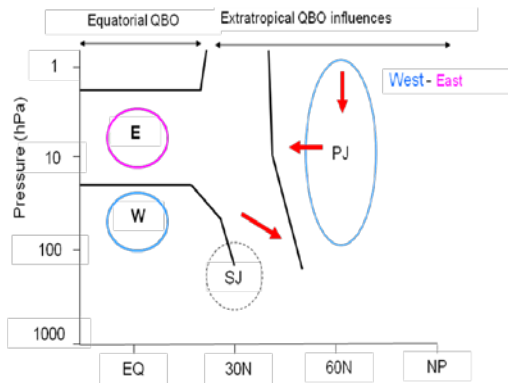 Equatorial QBO
Extratropical QBO influences
West - East
Pressure (hPa)
1
10
100
1000
E
W
SJ
PJ
EQ
30N
60N
NP